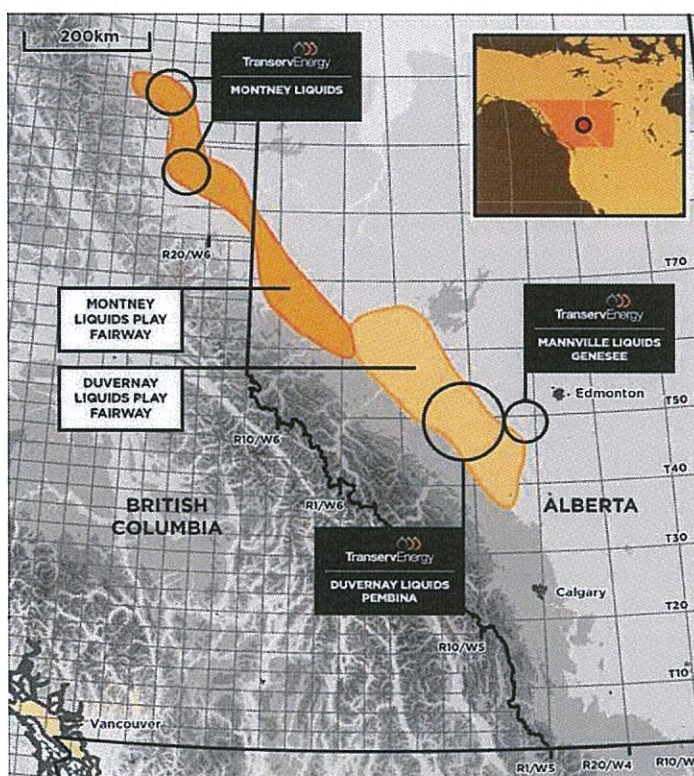 200km
TranservEnergy
MONTNEY LIQUIDS
R20/W6
T70
MONTNEY
LIQUIDS PLAY
FAIRWAY
TranservEnergy
MANNVILLE LIQUIDS
GENESEE
DUVERNAY
LIQUIDS PLAY
FAIRWAY
Edmonton
T50
R10/W6
T40
R1/W6
BRITISH
COLUMBIA
ALBERTA
TranservEnergy
DUVERNAY LIQUIDS
PEMBINA
T30
Calgary
T20
R10/W5
T10
Vancouver
R1/W5
R20/W4
R10/W